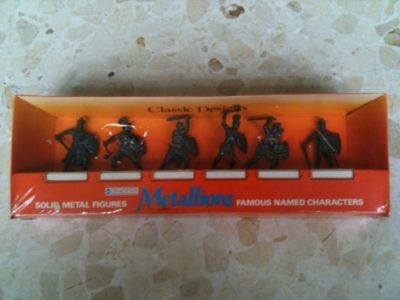 Classic Designs
SOLID METAL FIGURES Metallions FAMOUS NAMED CHARACTERS